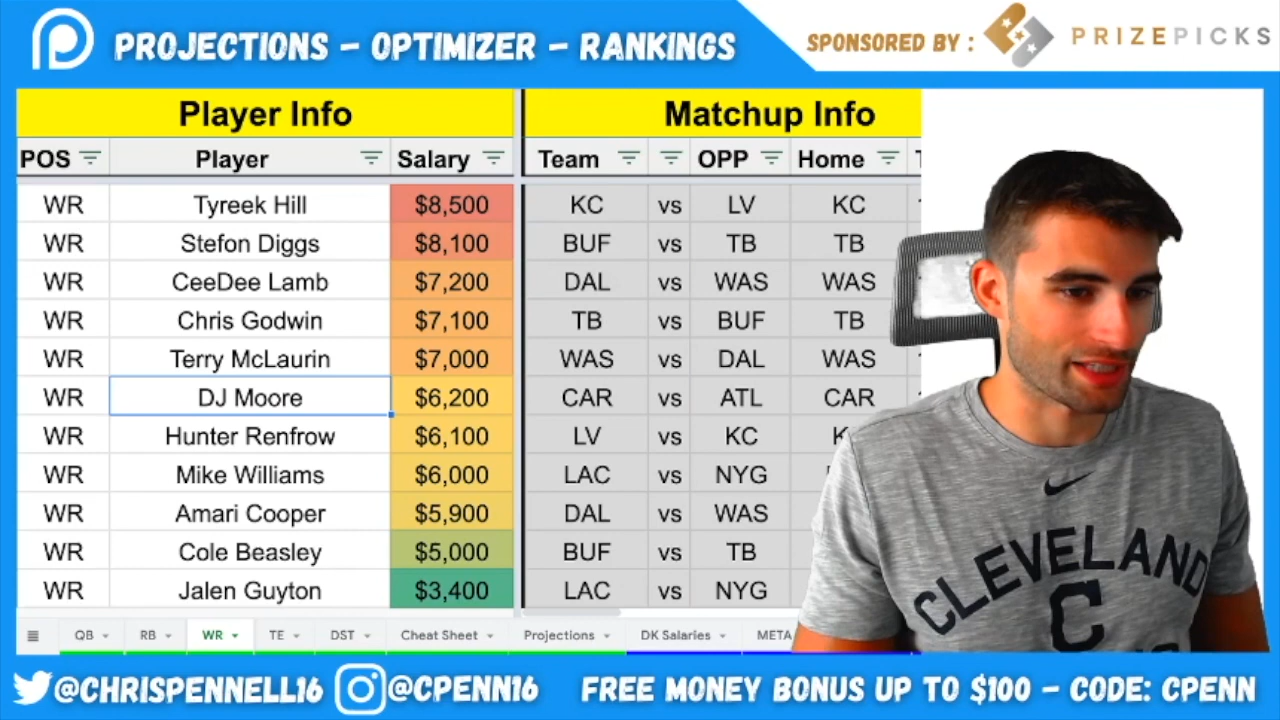 PROJECTIONS – OPTIMIZER – RANKINGS
SPONSORED BY : PRIZEPICKS
Player Info Matchup Info
POS Player Salary Team OPP Home
WR Tyreek Hill $8,500 KC vs LV KC
WR Stefon Diggs $8,100 BUF vs TB TB
WR CeeDee Lamb $7,200 DAL vs WAS WAS
WR Chris Godwin $7,100 TB vs BUF TB
WR Terry McLaurin $7,000 WAS vs DAL WAS
WR DJ Moore $6,200 CAR vs ATL CAR
WR Hunter Renfrow $6,100 LV vs KC
WR Mike Williams $6,000 LAC vs NYG
WR Amari Cooper $5,900 DAL vs WAS
WR Cole Beasley $5,000 BUF vs TB
WR Jalen Guyton $3,400 LAC vs NYG
QB RB WR TE DST Cheat Sheet Projections DK Salaries META
CLEVELAND
C
@CHRISPENNELL16 @CPENN16 FREE MONEY BONUS UP TO $100 – CODE: CPENN